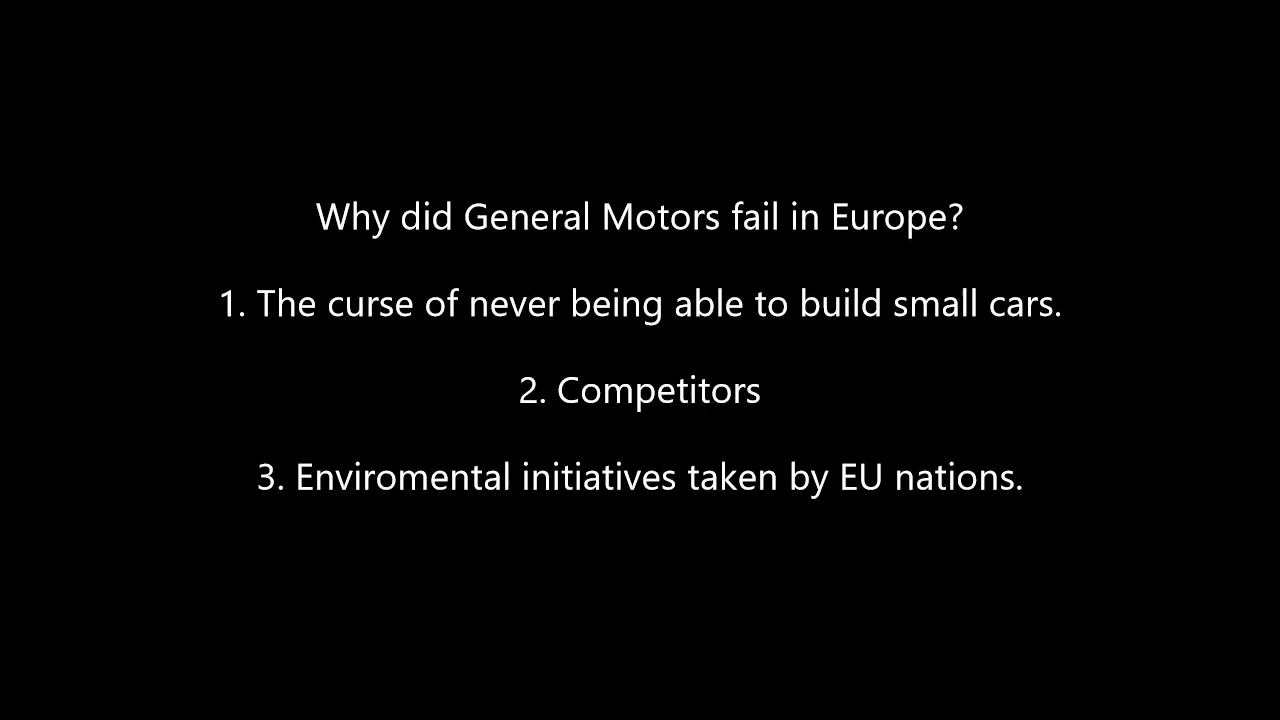 Why did General Motors fail in Europe?
1. The curse of never being able to build small cars.
2. Competitors
3. Enviromental initiatives taken by EU nations.